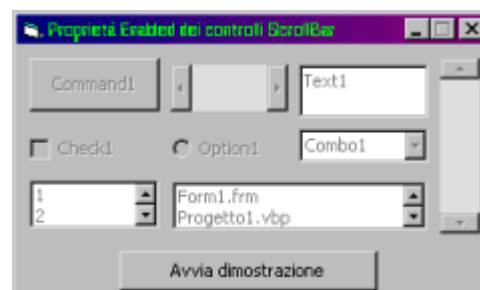 Proprietà Enabled dei controlli ScrollBar
Command1
Text1
Check1
Option1
Combo1
1
2
Form1.frm
Progetto1.vbp
Avvia dimostrazione